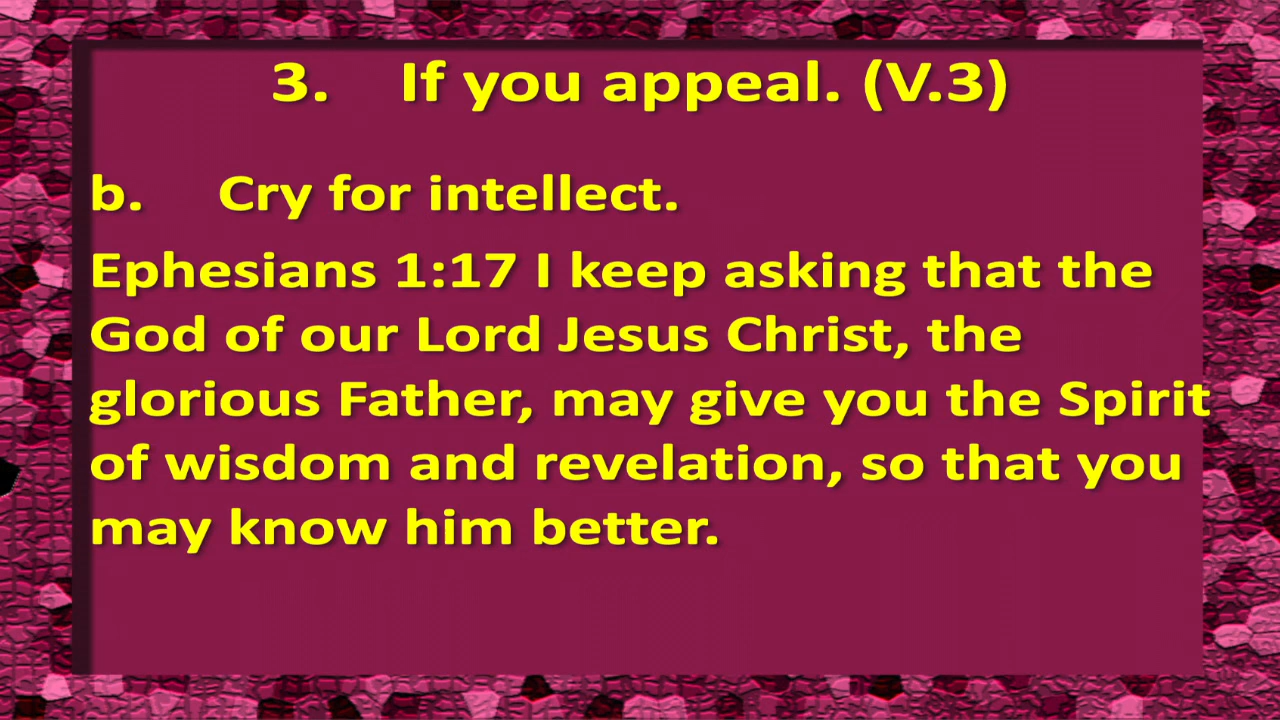 3. If you appeal. (V.3)
b. Cry for intellect.
Ephesians 1:17 I keep asking that the
God of our Lord Jesus Christ, the
glorious Father, may give you the Spirit
of wisdom and revelation, so that you
may know him better.